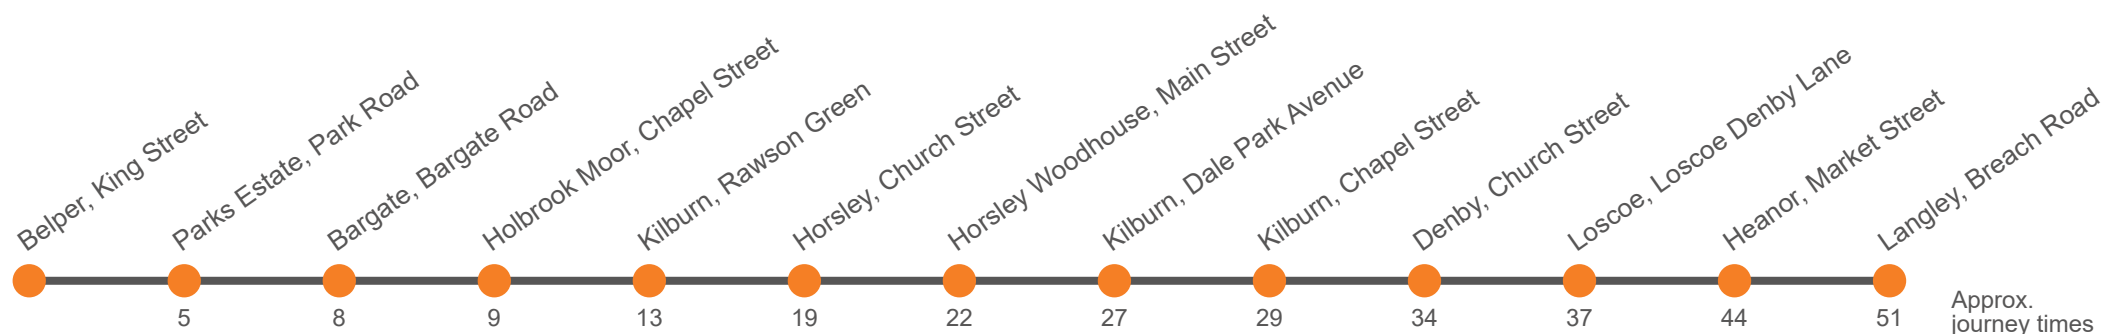 Belper, King Street
Parks Estate, Park Road
Bargate, Bargate Road
Holbrook Moor, Chapel Street
Kilburn, Rawson Green
Horsley, Church Street
Horsley Woodhouse, Main Street
Kilburn, Dale Park Avenue
Kilburn, Chapel Street
Denby, Church Street
Loscoe, Loscoe Denby Lane
Heanor, Market Street
Langley, Breach Road
5 8 9 13 19 22 27 29 34 37 44 51
Approx.
journey times